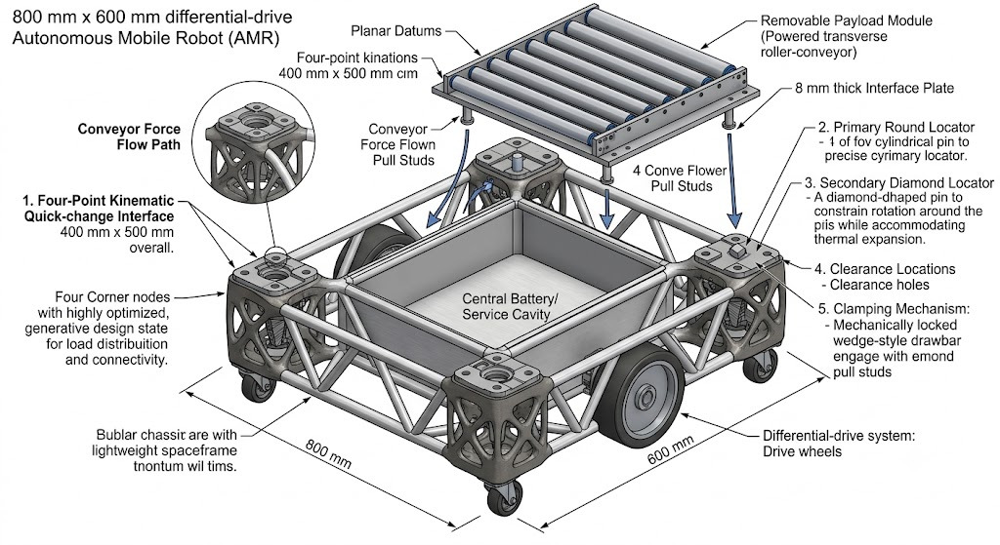 800 mm x 600 mm differential-drive
Autonomous Mobile Robot (AMR)
Planar Datums
Four-point kinations
400 mm x 500 mm cm
Removable Payload Module
(Powered transverse
roller-conveyor)
8 mm thick Interface Plate
Conveyor Force
Flow Path
Conveyor
Force Flown
Pull Studs
4 Conve Flower
Pull Studs
2. Primary Round Locator
- 1 of fov cylindrical pin to
precise cyrimary locator.
3. Secondary Diamond Locator
- A diamond-dhaped pin to
constrain rotation around the
pils while accommodating
thermal expansion.
1. Four-Point Kinematic
Quick-change Interface
400 mm x 500 mm
overall.
4. Clearance Locations
- Clearance holes
5. Clamping Mechanism:
- Mechanically locked
wedge-style drawbar
engage with emond
pull studs
Four Corner nodes
with highly optimized,
generative design state
for load distribuition
and connectivity.
Central Battery/
Service Cavity
Bublar chassit are with
lightweight spaceframe
tnontum wil tims.
800 mm
600 mm
Differential-drive system:
Drive wheels